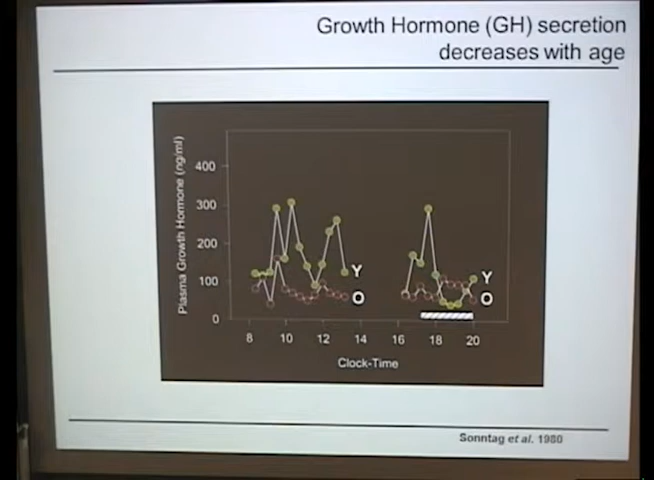 Growth Hormone (GH) secretion
decreases with age
Plasma Growth Hormone (ng/ml)
400
300
200
100
0
Y
O
Y
O
8 10 12 14 16 18 20
Clock-Time
Sonntag et al. 1980